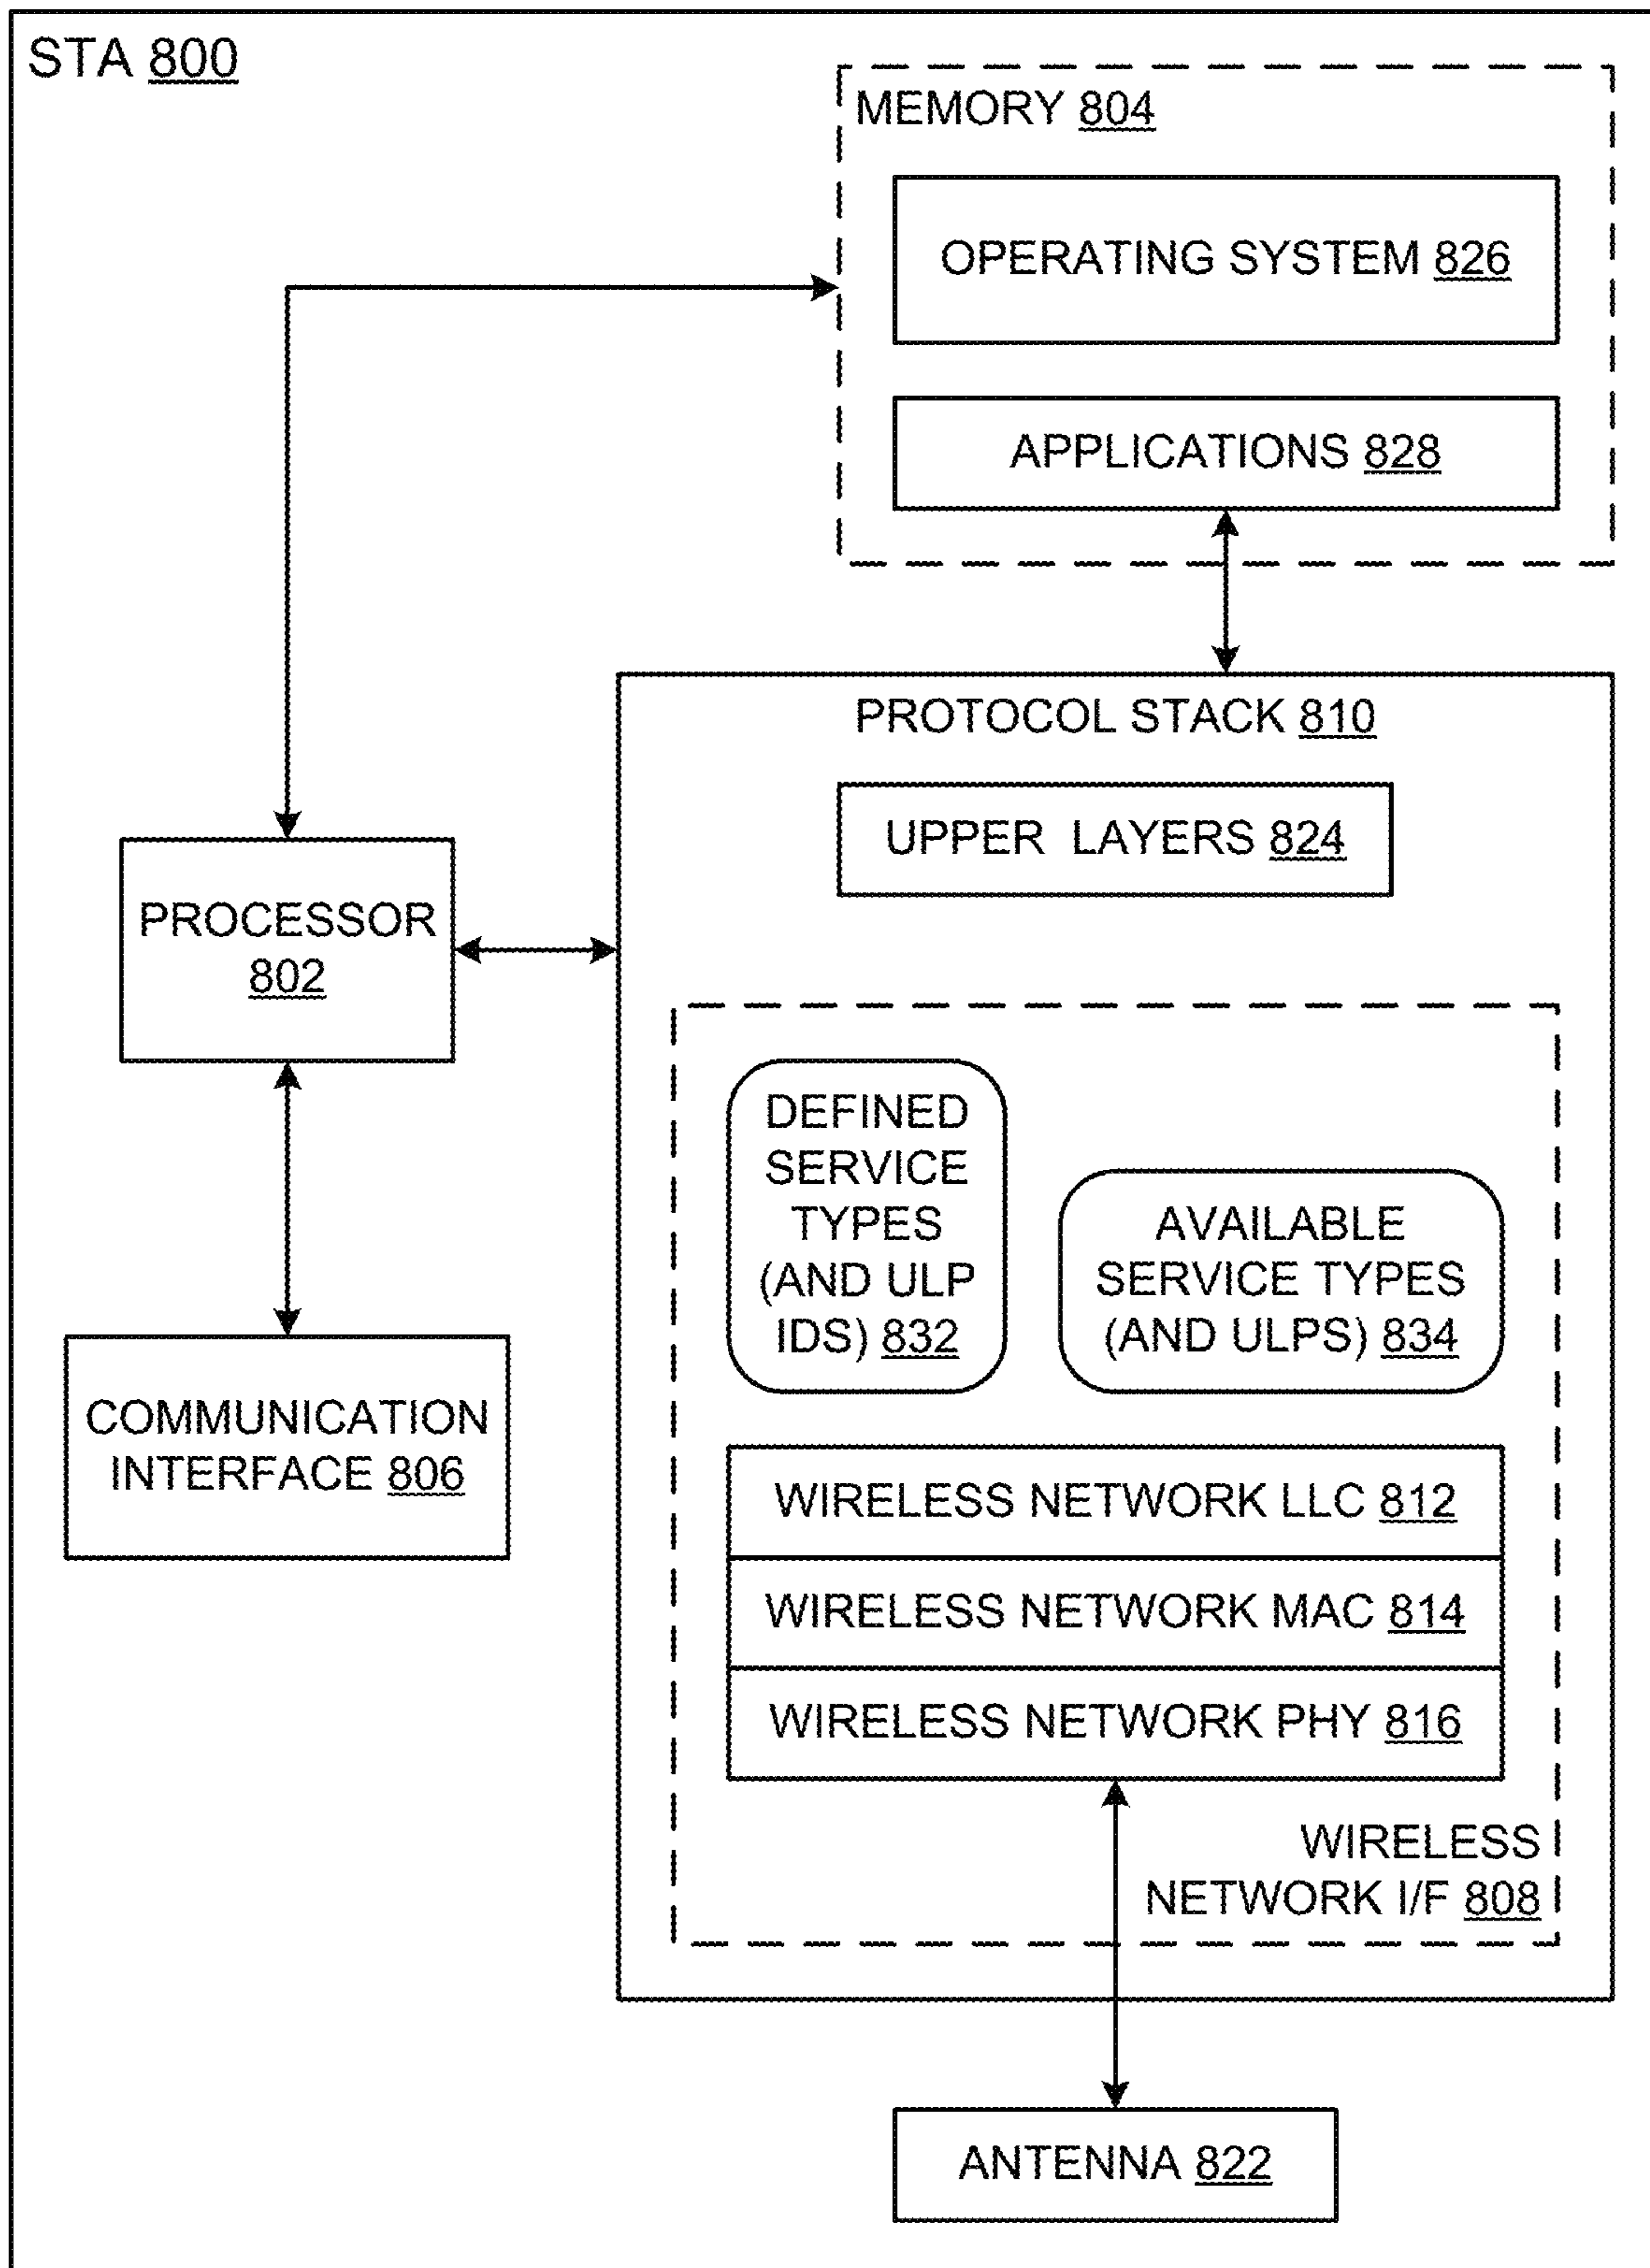 STA 800
MEMORY 804
OPERATING SYSTEM 826
APPLICATIONS 828
PROTOCOL STACK 810
UPPER LAYERS 824
PROCESSOR
802
DEFINED
SERVICE
TYPES
(AND ULP
IDS) 832
AVAILABLE
SERVICE TYPES
(AND ULPS) 834
COMMUNICATION
INTERFACE 806
WIRELESS NETWORK LLC 812
WIRELESS NETWORK MAC 814
WIRELESS NETWORK PHY 816
WIRELESS
NETWORK I/F 808
ANTENNA 822